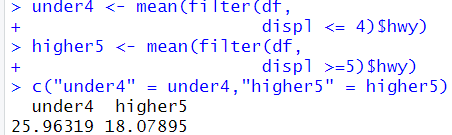 > under4 <- mean(filter(df,
+                      displ <= 4)$hwy)
> higher5 <- mean(filter(df,
+                      displ >=5)$hwy)
> c("under4" = under4,"higher5" = higher5)
  under4  higher5
25.96319 18.07895